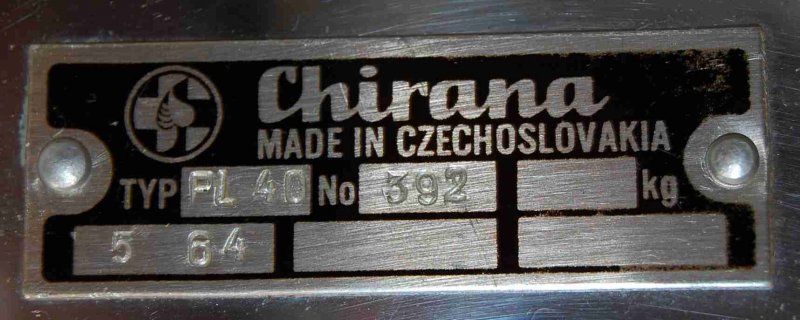 Chirana
MADE IN CZECHOSLOVAKIA
TYP PL 40 No 392 kg
5 64